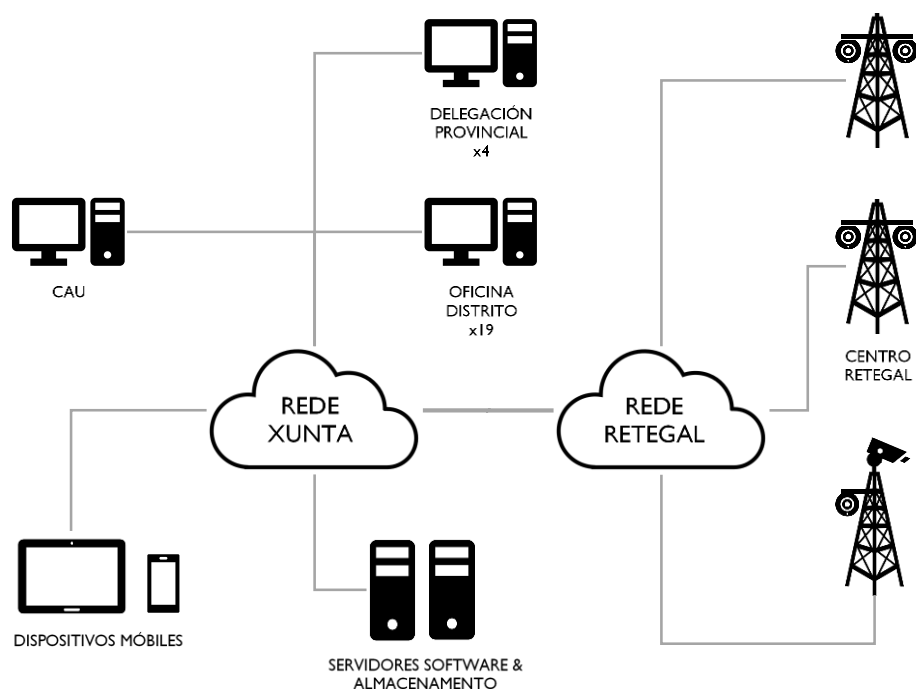 DELEGACIÓN
PROVINCIAL
x4
CAU
OFICINA
DISTRITO
x19
CENTRO
RETEGAL
REDE
XUNTA
REDE
RETEGAL
DISPOSITIVOS MÓBILES
SERVIDORES SOFTWARE &
ALMACENAMENTO